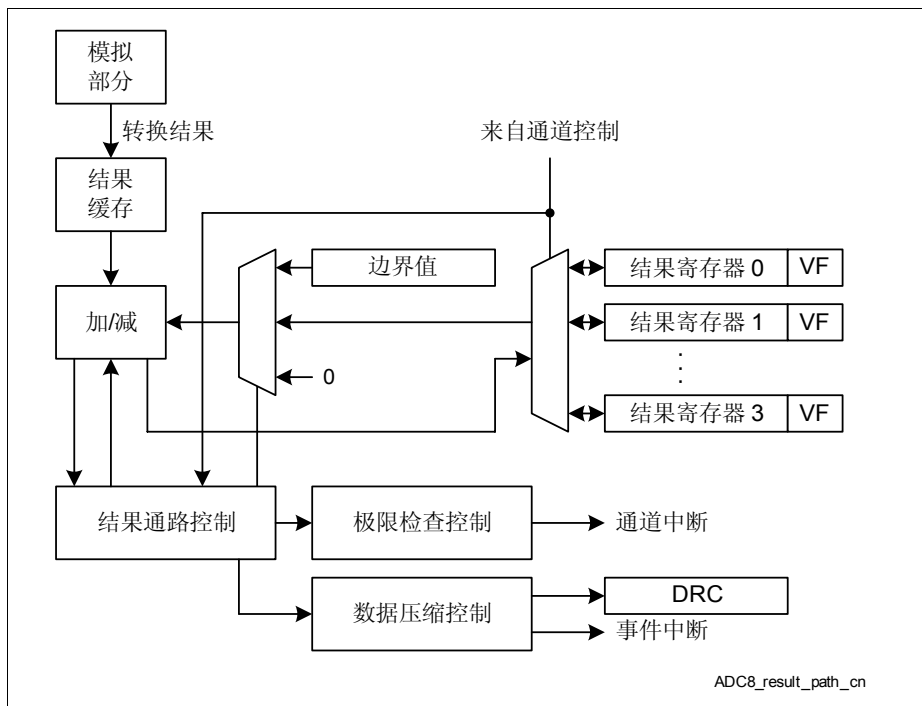 模拟
部分
转换结果
来自通道控制
结果
缓存
边界值
结果寄存器 0 VF
加/减
结果寄存器 1 VF
0
结果寄存器 3 VF
结果通路控制
极限检查控制
通道中断
数据压缩控制
DRC
事件中断
ADC8_result_path_cn